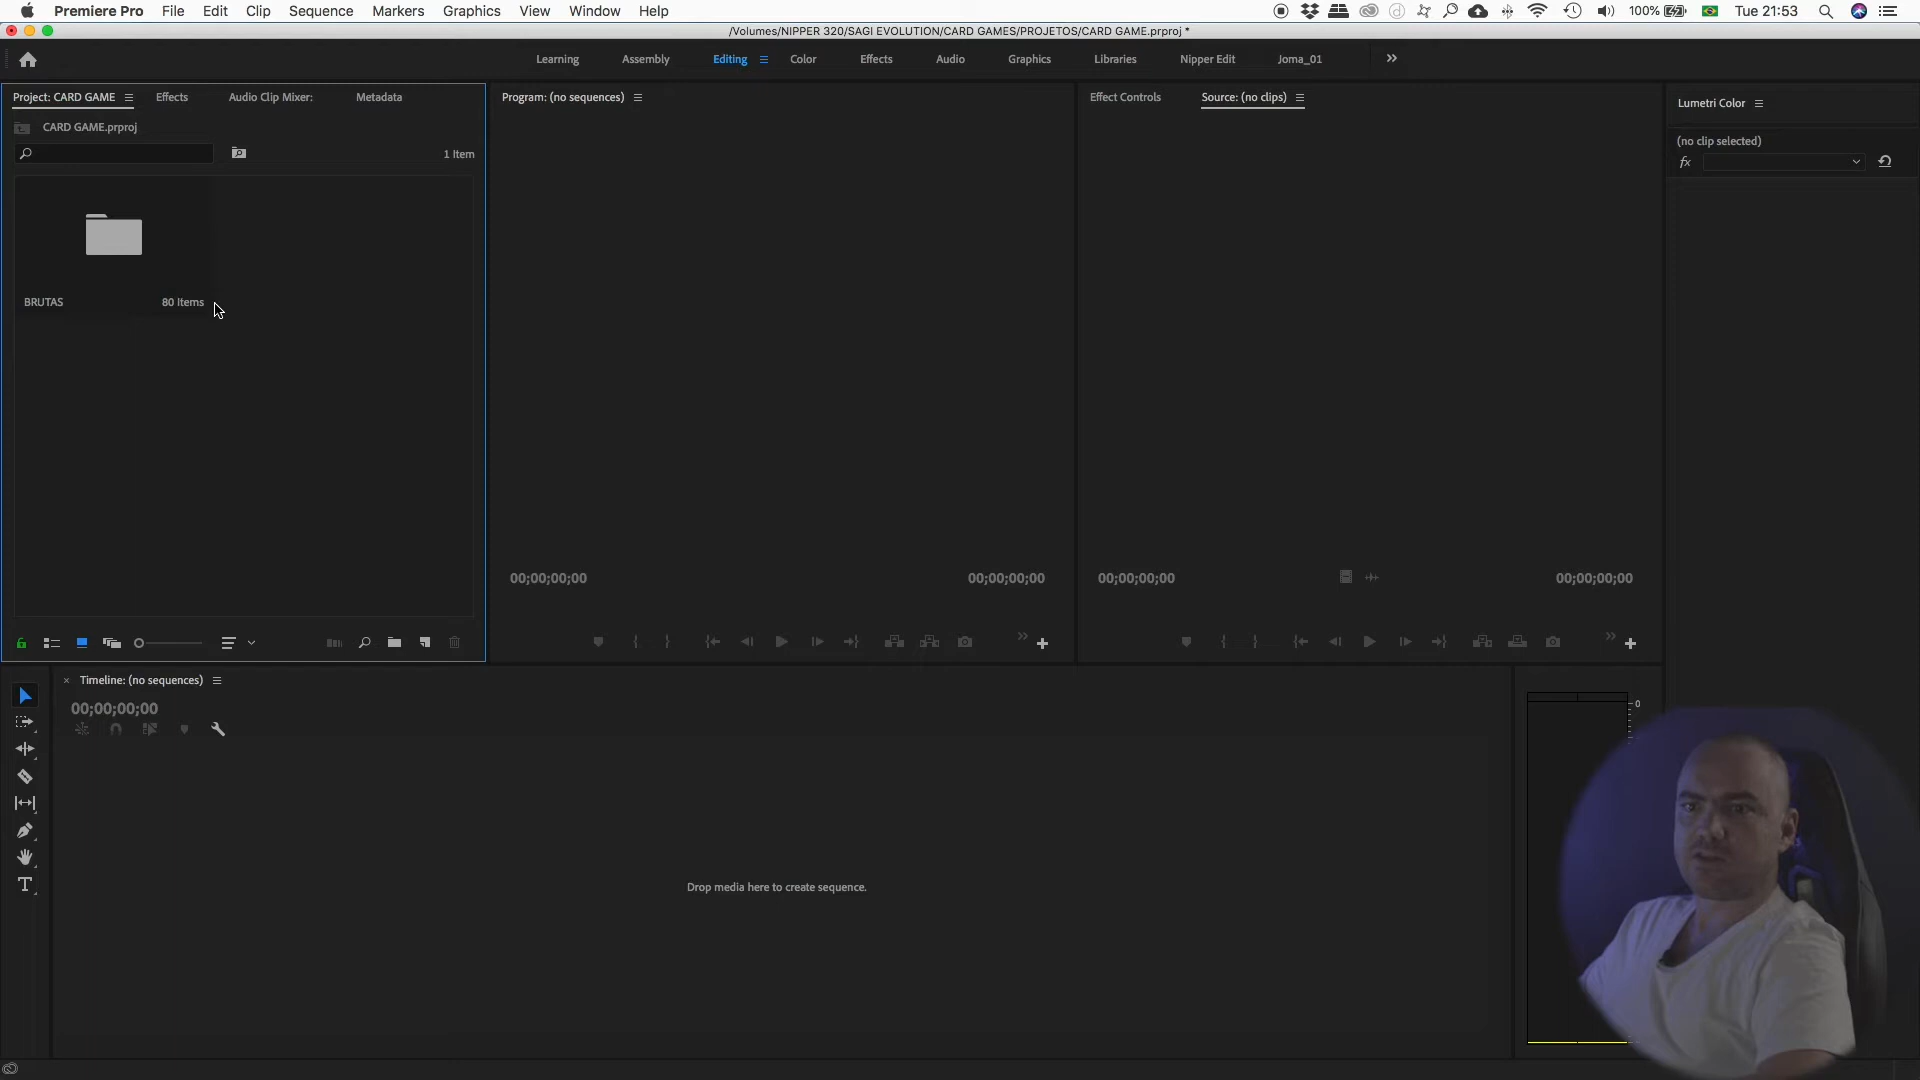 Premiere Pro File Edit Clip Sequence Markers Graphics View Window Help 100% Tue 21:53
/Volumes/NIPPER 320/SAGI EVOLUTION/CARD GAMES/PROJETOS/CARD GAME.prproj *
Learning Assembly Editing Color Effects Audio Graphics Libraries Nipper Edit Joma_01
Project: CARD GAME Effects Audio Clip Mixer: Metadata Program: (no sequences) Effect Controls Source: (no clips) Lumetri Color
CARD GAME.prproj
(no clip selected)
1 Item
fx
BRUTAS 80 Items
00;00;00;00 00;00;00;00 00;00;00;00 00;00;00;00
Timeline: (no sequences)
00;00;00;00
0
Drop media here to create sequence.